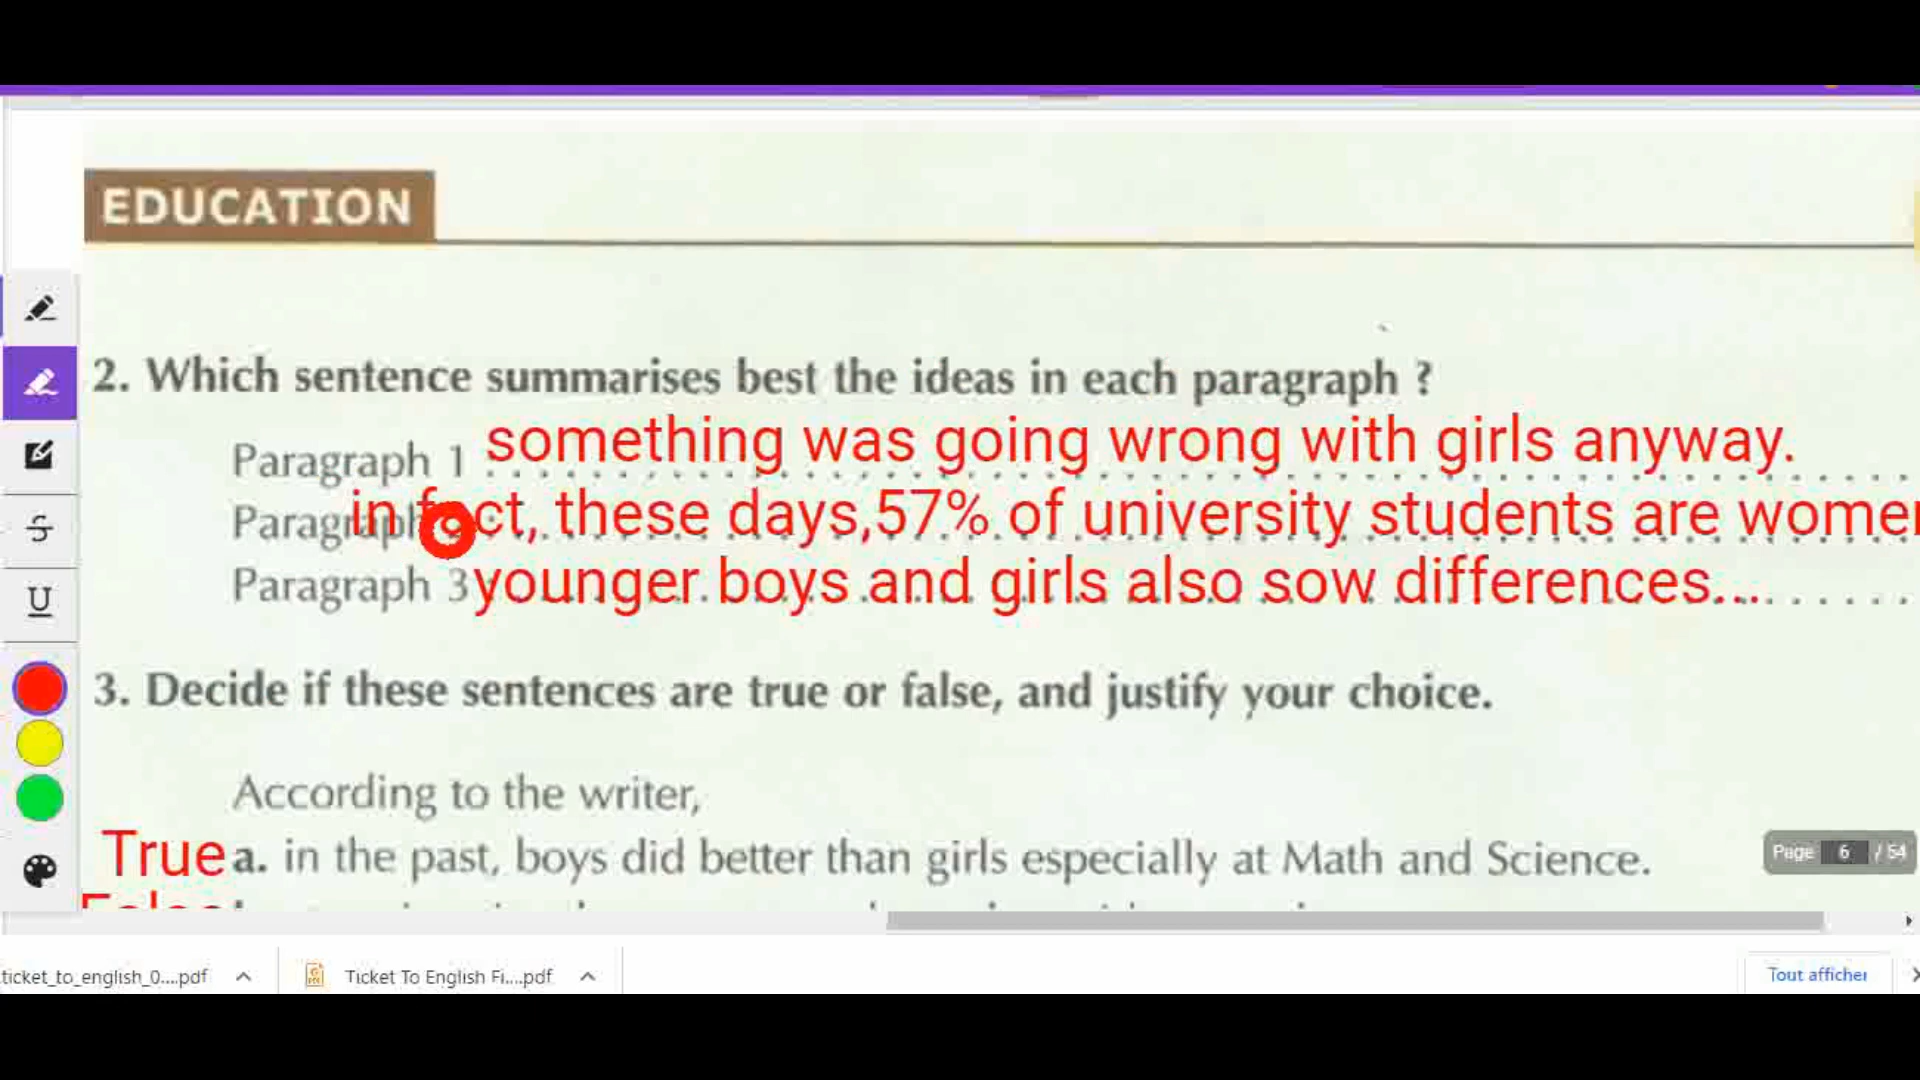 EDUCATION
2. Which sentence summarises best the ideas in each paragraph ?
Paragraph 1 something was going wrong with girls anyway.
Paragraph in fact, these days,57% of university students are women
Paragraph 3 younger boys and girls also sow differences...
3. Decide if these sentences are true or false, and justify your choice.
According to the writer,
True a. in the past, boys did better than girls especially at Math and Science.
Page 6 / 54
ticket_to_english_0....pdf
Ticket To English Fi....pdf
Tout afficher